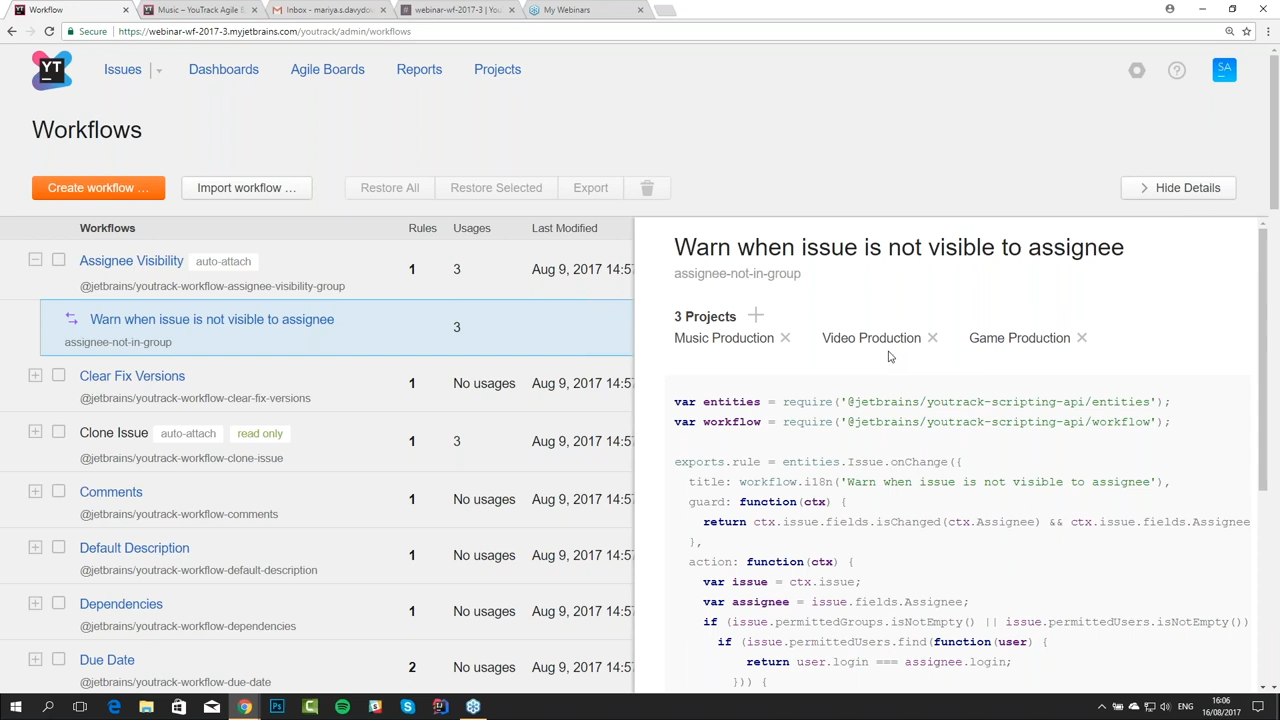 Workflow
Music – YouTrack Agile B
Inbox - mariya.s.davydow
webinar-wf-2017-3 | You
My Webinars
Secure https://webinar-wf-2017-3.myjetbrains.com/youtrack/admin/workflows
YT
Issues
Dashboards
Agile Boards
Reports
Projects
SA
Workflows
Create workflow …
Import workflow …
Restore All
Restore Selected
Export
Hide Details
Workflows
Rules
Usages
Last Modified
Assignee Visibility auto-attach
1 3 Aug 9, 2017 14:57
@jetbrains/youtrack-workflow-assignee-visibility-group
Warn when issue is not visible to assignee
3
assignee-not-in-group
Clear Fix Versions
1 No usages Aug 9, 2017 14:57
@jetbrains/youtrack-workflow-clear-fix-versions
Clone Issue auto-attach read only
1 3 Aug 9, 2017 14:57
@jetbrains/youtrack-workflow-clone-issue
Comments
1 No usages Aug 9, 2017 14:57
@jetbrains/youtrack-workflow-comments
Default Description
1 No usages Aug 9, 2017 14:57
@jetbrains/youtrack-workflow-default-description
Dependencies
1 No usages Aug 9, 2017 14:57
@jetbrains/youtrack-workflow-dependencies
Due Date
2 No usages Aug 9, 2017 14:57
@jetbrains/youtrack-workflow-due-date
Warn when issue is not visible to assignee
assignee-not-in-group
3 Projects
Music Production
Video Production
Game Production
var entities = require('@jetbrains/youtrack-scripting-api/entities');
var workflow = require('@jetbrains/youtrack-scripting-api/workflow');
exports.rule = entities.Issue.onChange({
title: workflow.i18n('Warn when issue is not visible to assignee'),
guard: function(ctx) {
return ctx.issue.fields.isChanged(ctx.Assignee) && ctx.issue.fields.Assignee
},
action: function(ctx) {
var issue = ctx.issue;
var assignee = issue.fields.Assignee;
if (issue.permittedGroups.isNotEmpty() || issue.permittedUsers.isNotEmpty())
if (issue.permittedUsers.find(function(user) {
return user.login === assignee.login;
})) {
ENG
16:06
16/08/2017